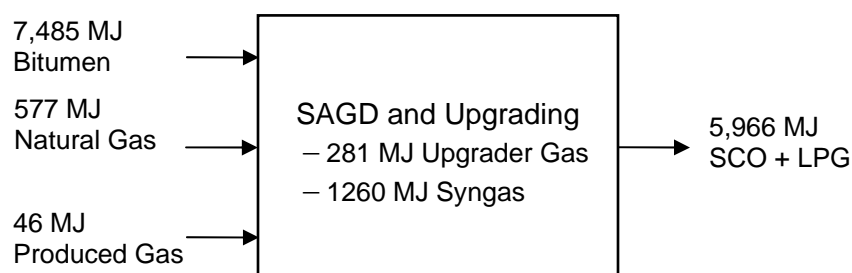 7,485 MJ
Bitumen
577 MJ
Natural Gas
46 MJ
Produced Gas
SAGD and Upgrading
– 281 MJ Upgrader Gas
– 1260 MJ Syngas
5,966 MJ
SCO + LPG